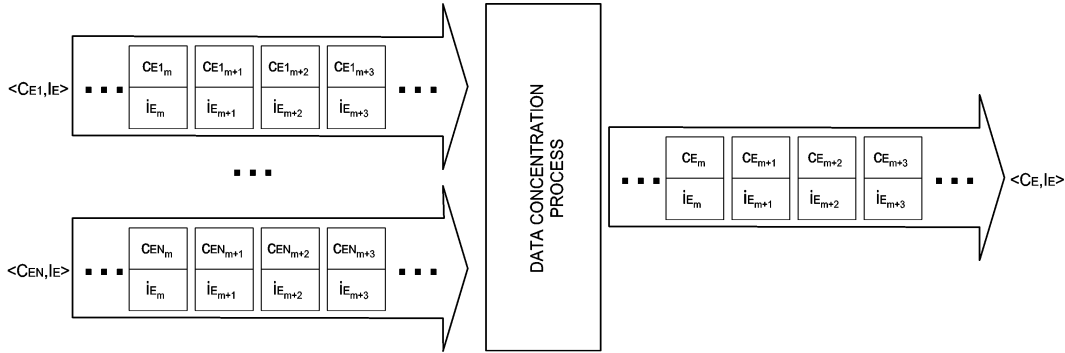 <CE1,IE>
... CE1m CE1m+1 CE1m+2 CE1m+3 ...
iEm iEm+1 iEm+2 iEm+3
...
<CEN,IE>
... CENm CENm+1 CENm+2 CENm+3 ...
iEm iEm+1 iEm+2 iEm+3
DATA CONCENTRATION
PROCESS
... CEm CEm+1 CEm+2 CEm+3 ...
iEm iEm+1 iEm+2 iEm+3
<CE,IE>